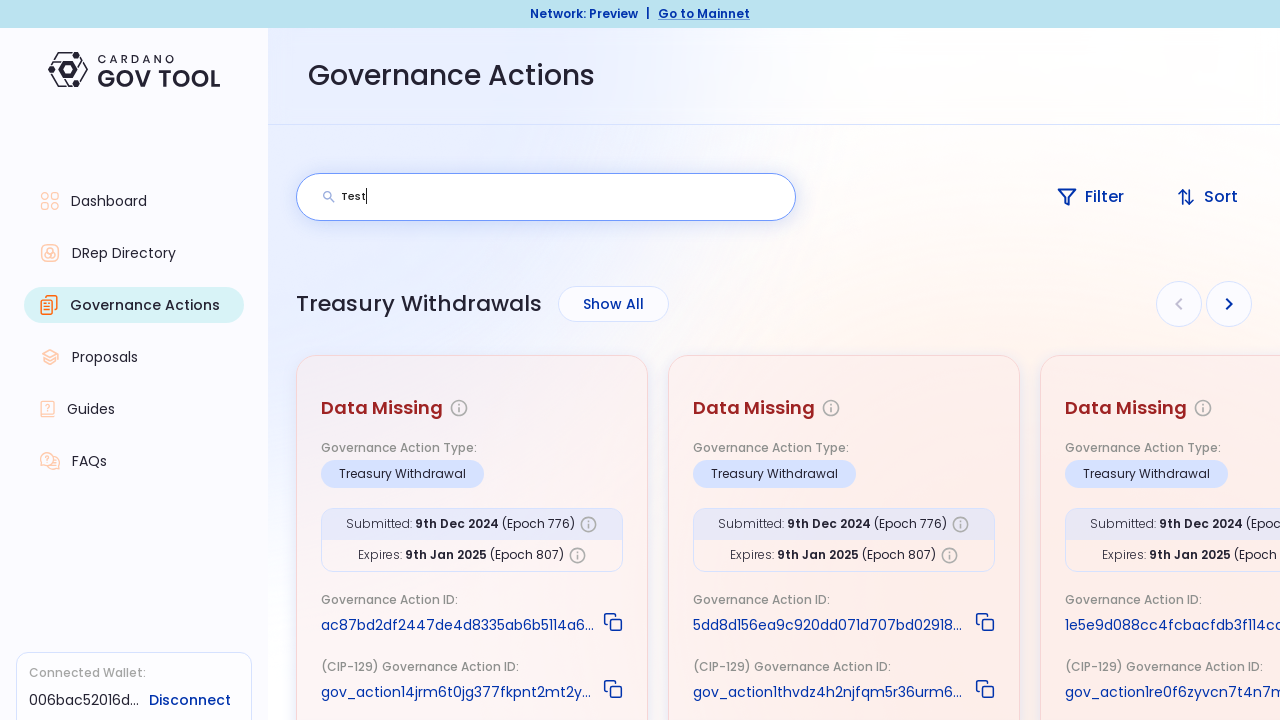 Network: Preview | Go to Mainnet
CARDANO
GOV TOOL
Governance Actions
Dashboard
DRep Directory
Governance Actions
Proposals
Guides
FAQs
Connected Wallet:
006bac52016d... Disconnect
Test
Filter
Sort
Treasury Withdrawals
Show All
Data Missing
Governance Action Type:
Treasury Withdrawal
Submitted: 9th Dec 2024 (Epoch 776)
Expires: 9th Jan 2025 (Epoch 807)
Governance Action ID:
ac87bd2df2447de4d8335ab6b5114a6...
(CIP-129) Governance Action ID:
gov_action14jrm6t0jg377fkpnt2mt2y...
Data Missing
Governance Action Type:
Treasury Withdrawal
Submitted: 9th Dec 2024 (Epoch 776)
Expires: 9th Jan 2025 (Epoch 807)
Governance Action ID:
5dd8d156ea9c920dd071d707bd02918...
(CIP-129) Governance Action ID:
gov_action1thvdz4h2njfqm5r36urm6...
Data Missing
Governance Action Type:
Treasury Withdrawal
Submitted: 9th Dec 2024
Expires: 9th Jan 2025 (Epoch
Governance Action ID:
(CIP-129) Governance Action ID: